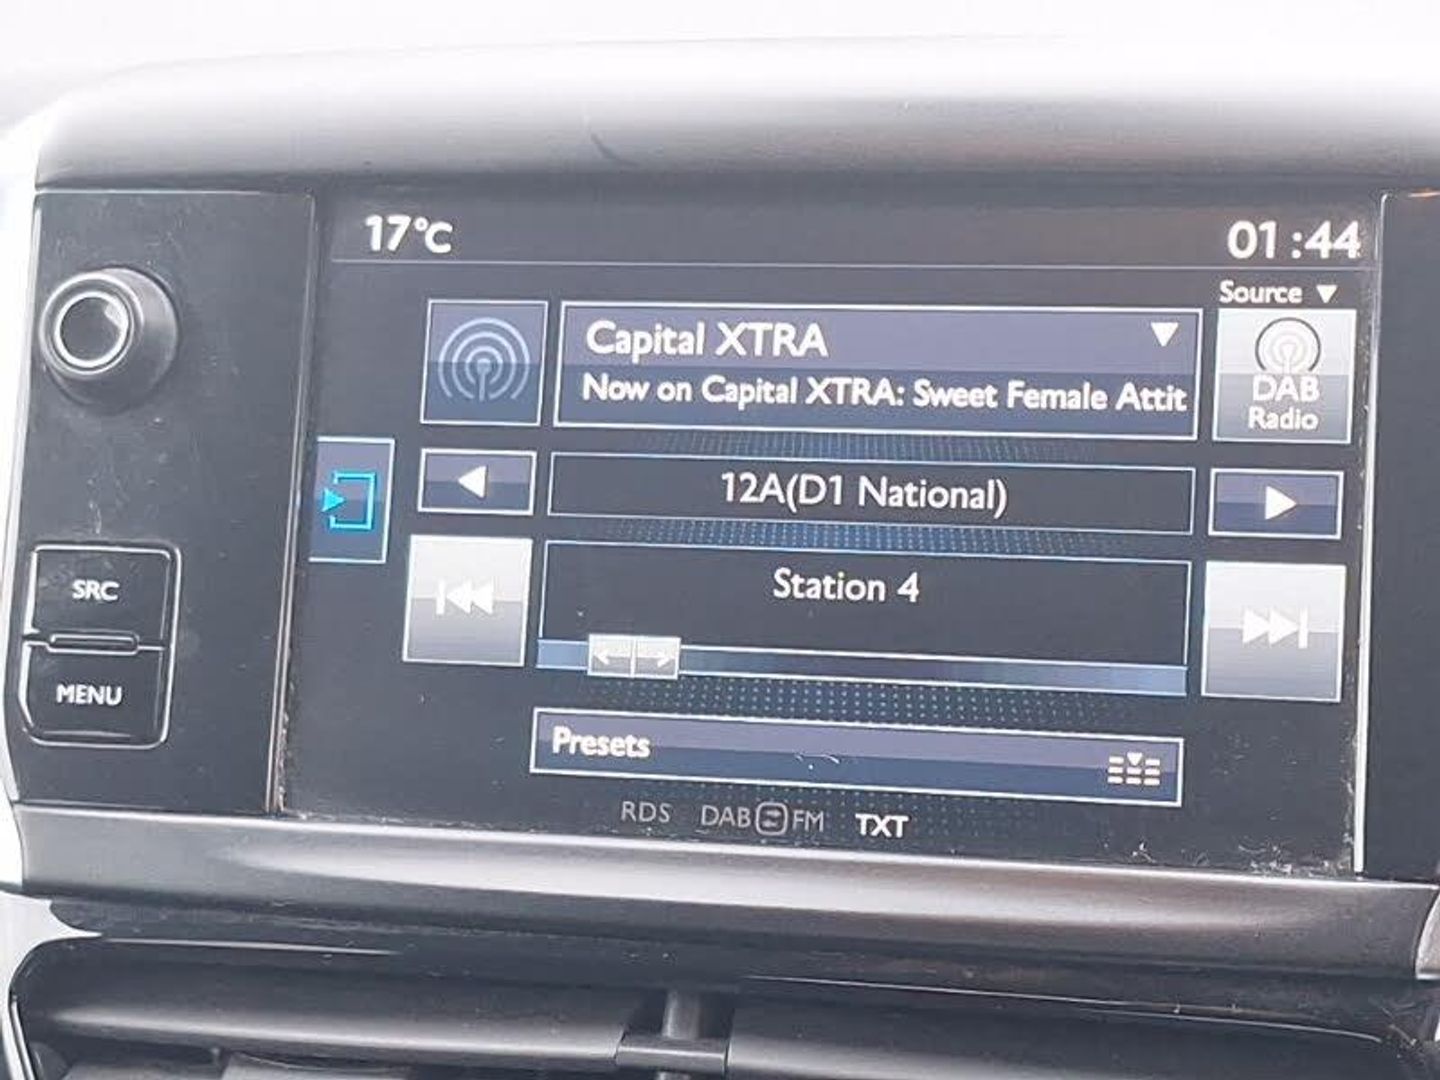 17°C
01:44
Source
Capital XTRA
Now on Capital XTRA: Sweet Female Attit
DAB
Radio
12A(D1 National)
Station 4
SRC
MENU
Presets
RDS DAB FM TXT